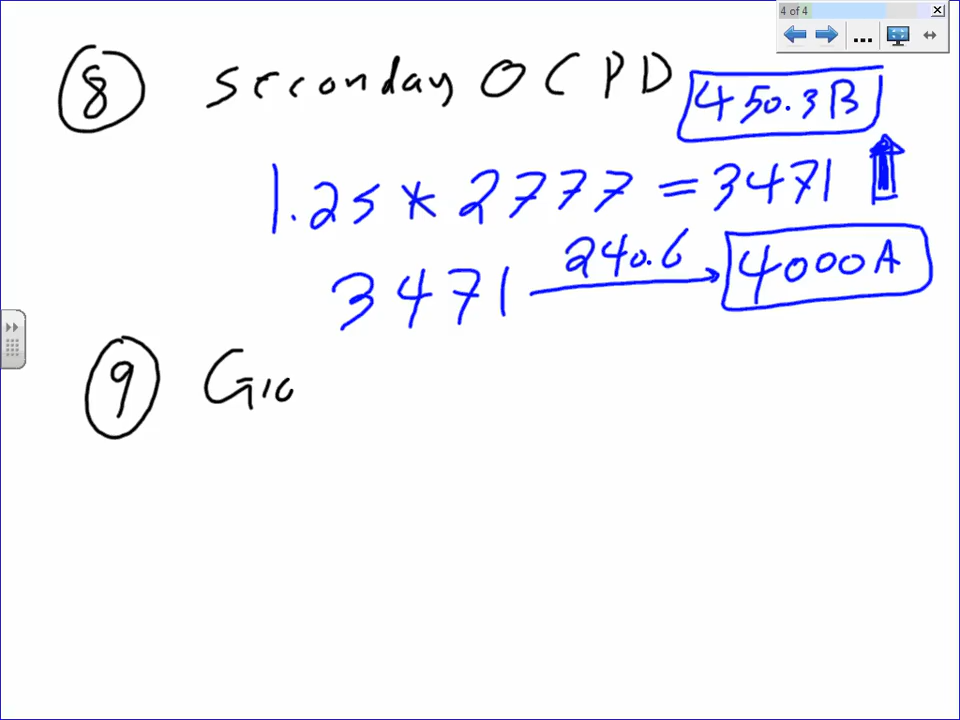 4 of 4
8 Seconday OCPD 450.3B
1.25 * 2777 = 3471
3471 240.6 4000A
9